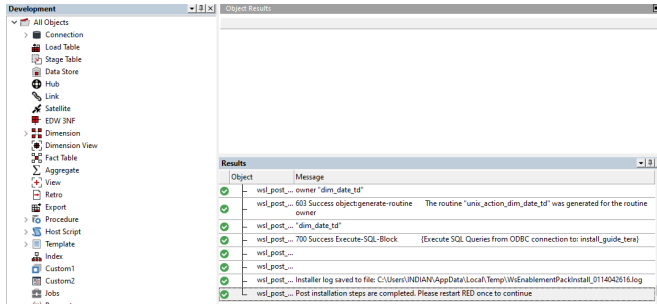 Development
All Objects
Connection
Load Table
Stage Table
Data Store
Hub
Link
Satellite
EDW 3NF
Dimension
Dimension View
Fact Table
Aggregate
View
Retro
Export
Procedure
Host Script
Template
Index
Custom1
Custom2
Jobs
Object Results
Results
Object Message
wsl_post_... owner "dim_date_td"
wsl_post_... 603 Success object:generate-routine The routine "unix_action_dim_date_td" was generated for the routine
owner
wsl_post_... "dim_date_td"
wsl_post_... 700 Success Execute-SQL-Block {Execute SQL Queries from ODBC connection to: install_guide_tera}
wsl_post_...
wsl_post_...
wsl_post_... Installer log saved to file: C:\Users\INDIAN\AppData\Local\Temp\WsEnablementPackInstall_0114042616.log
wsl_post_... Post installation steps are completed. Please restart RED once to continue